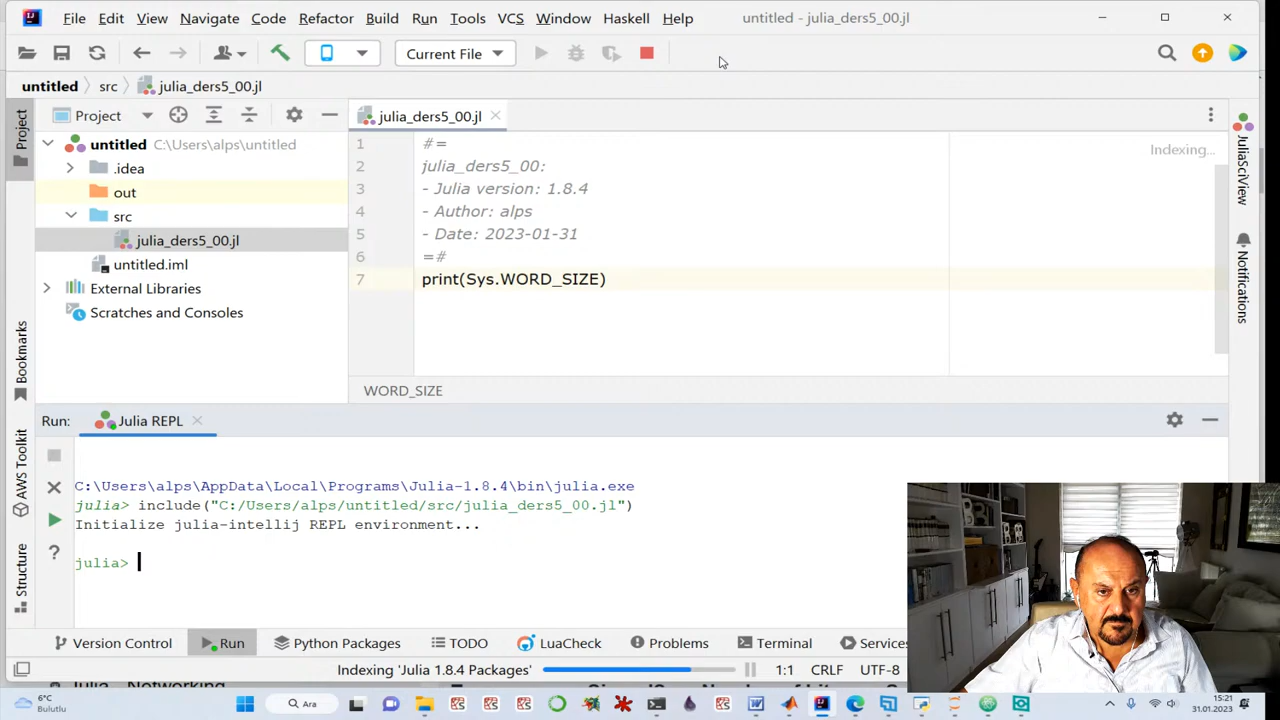 File Edit View Navigate Code Refactor Build Run Tools VCS Window Haskell Help untitled - julia_ders5_00.jl
Current File
untitled src julia_ders5_00.jl
Project
julia_ders5_00.jl
untitled C:\Users\alps\untitled
.idea
out
src
julia_ders5_00.jl
untitled.iml
External Libraries
Scratches and Consoles
1 #=
2 julia_ders5_00:
3 - Julia version: 1.8.4
4 - Author: alps
5 - Date: 2023-01-31
6 =#
7 print(Sys.WORD_SIZE)
Indexing...
WORD_SIZE
Project
Bookmarks
AWS Toolkit
Structure
JuliaSciView
Notifications
Run: Julia REPL
C:\Users\alps\AppData\Local\Programs\Julia-1.8.4\bin\julia.exe
julia> include("C:/Users/alps/untitled/src/julia_ders5_00.jl")
Initialize julia-intellij REPL environment...
julia>
Version Control Run Python Packages TODO LuaCheck Problems Terminal Services
Indexing 'Julia 1.8.4 Packages' 1:1 CRLF UTF-8
6°C
Bulutlu
Ara
15:21
31.01.2023